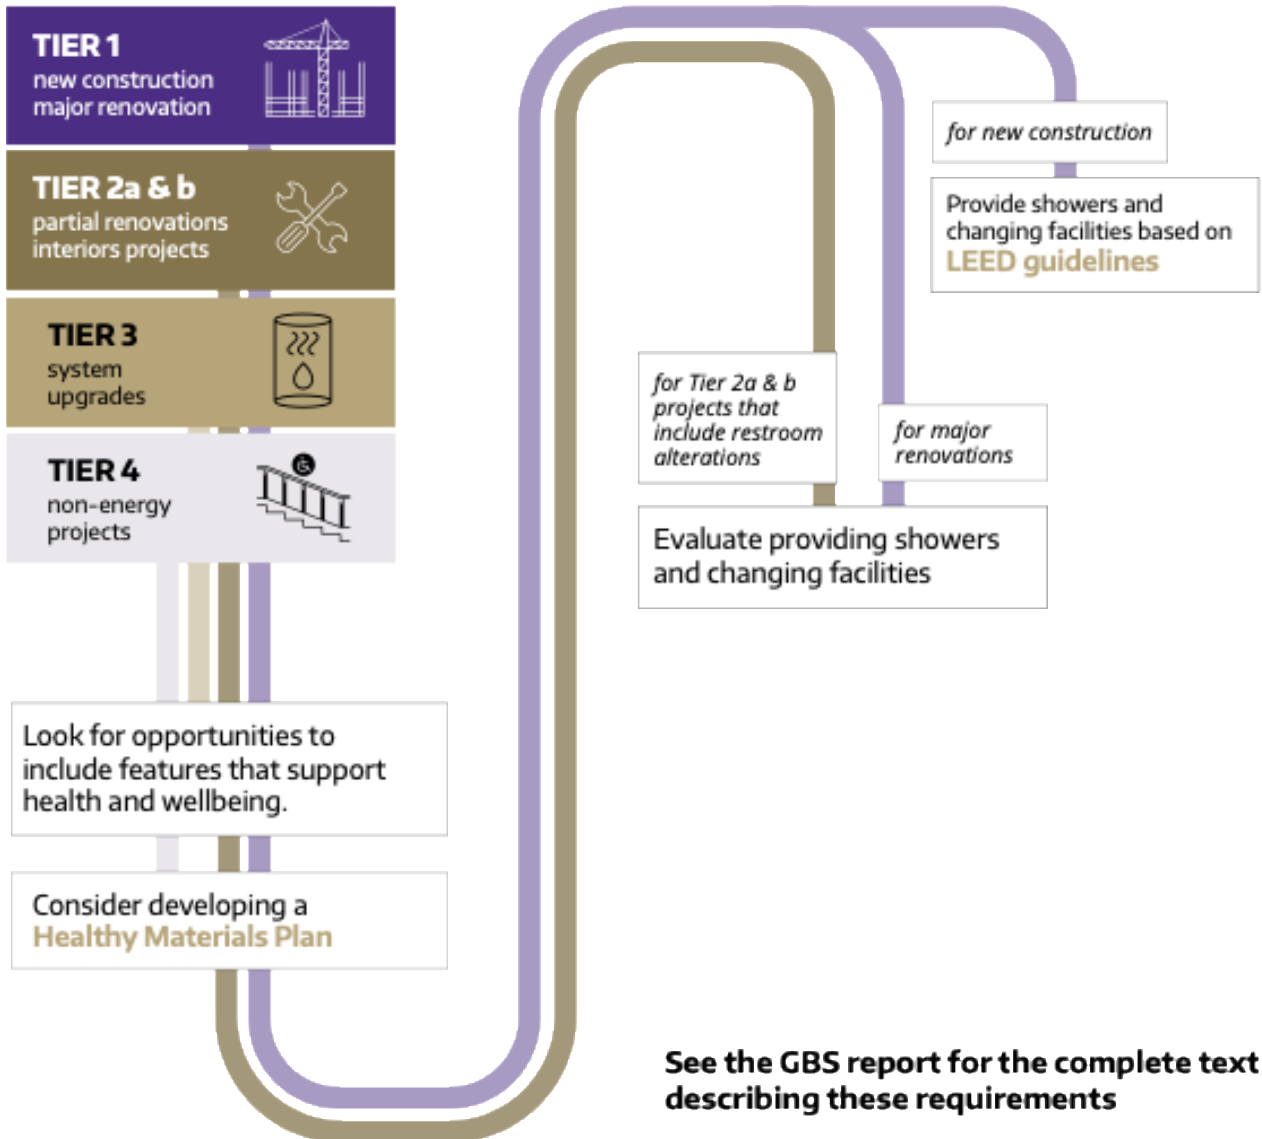 TIER 1
new construction
major renovation
TIER 2a & b
partial renovations
interiors projects
TIER 3
system
upgrades
TIER 4
non-energy
projects
Look for opportunities to
include features that support
health and wellbeing.
Consider developing a
Healthy Materials Plan
for Tier 2a & b
projects that
include restroom
alterations
for major
renovations
Evaluate providing showers
and changing facilities
for new construction
Provide showers and
changing facilities based on
LEED guidelines
See the GBS report for the complete text
describing these requirements